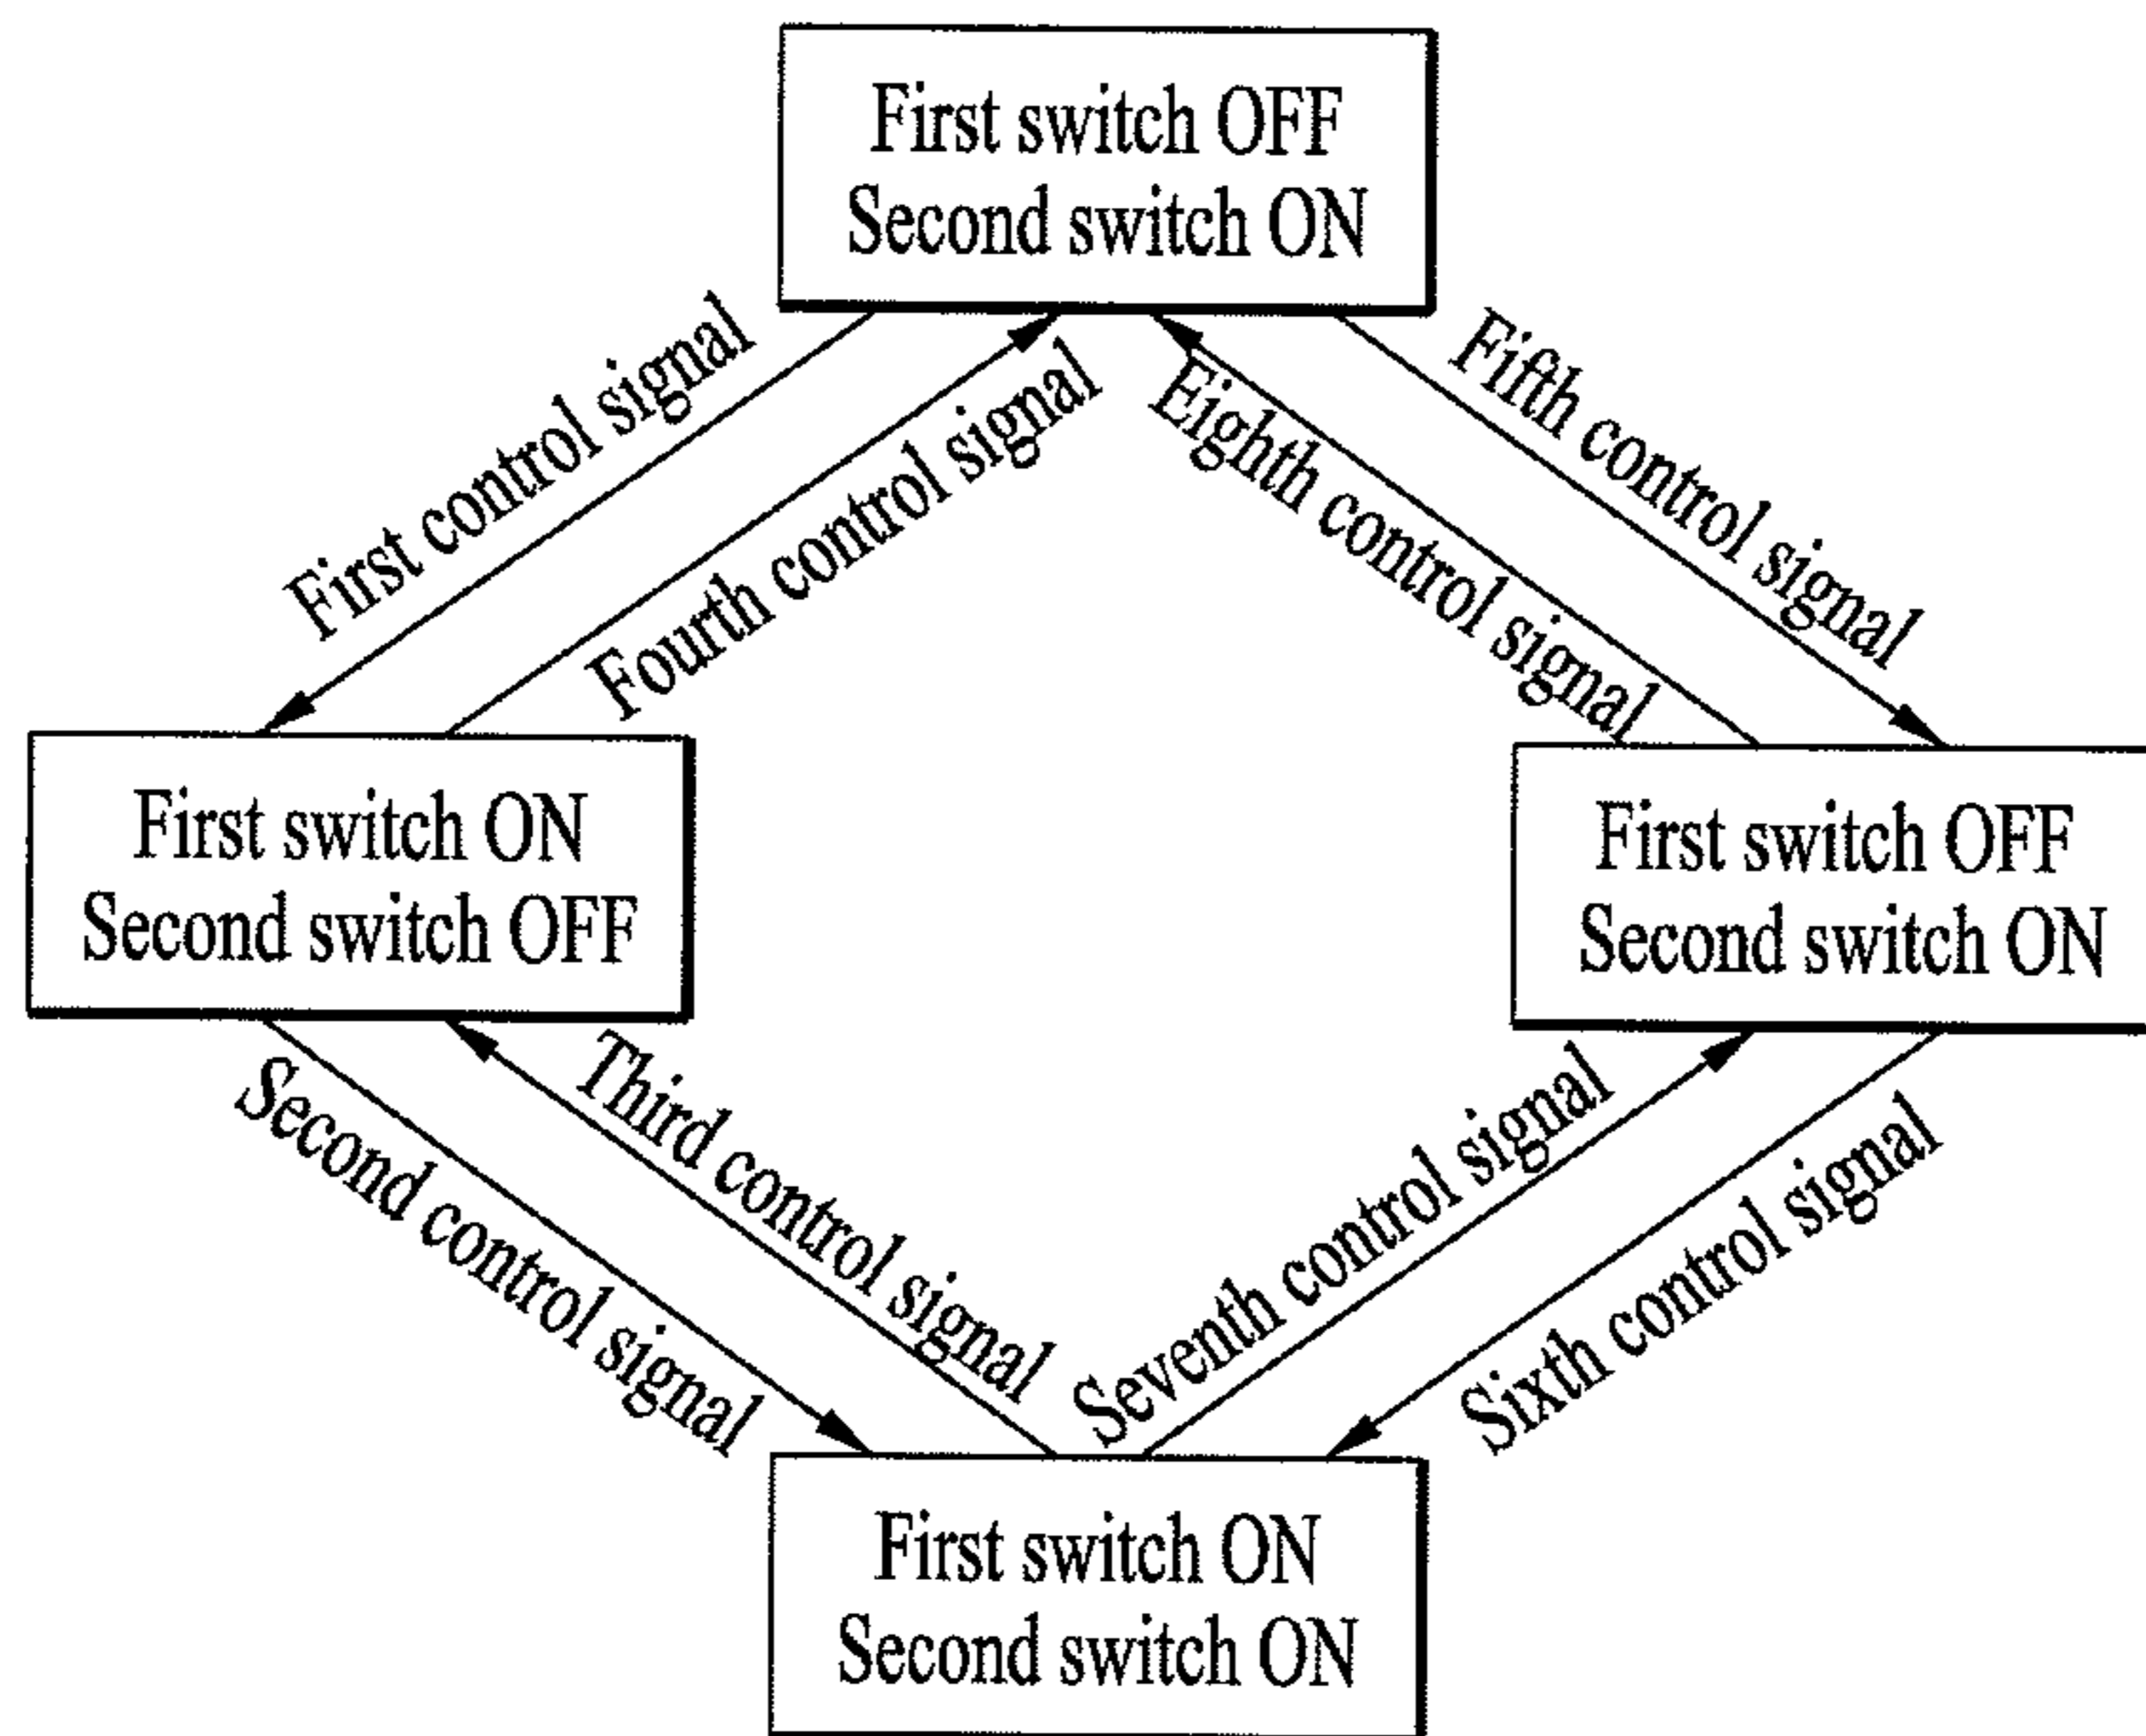 First switch OFF
Second switch ON
First control signal
Fourth control signal
Eighth control signal
Fifth control signal
First switch ON
Second switch OFF
First switch OFF
Second switch ON
Second control signal
Third control signal
Seventh control signal
Sixth control signal
First switch ON
Second switch ON